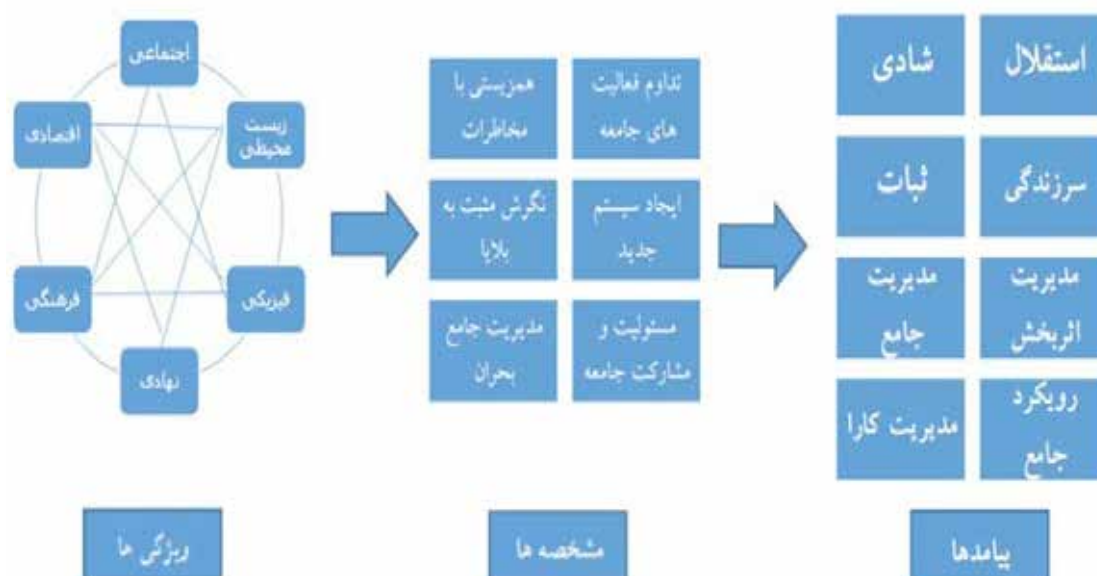 اجتماعی
زیست
محیطی
فیزیکی
نهادی
فرهنگی
اقتصادی
ویژگی ها
تداوم فعالیت
های جامعه
همزیستی با
مخاطرات
ایجاد سیستم
جدید
نگرش مثبت به
بلایا
مسئولیت و
مشارکت جامعه
مدیریت جامع
بحران
مشخصه ها
استقلال
شادی
سرزندگی
ثبات
مدیریت
اثربخش
مدیریت
جامع
رویکرد
جامع
مدیریت کارا
پیامدها